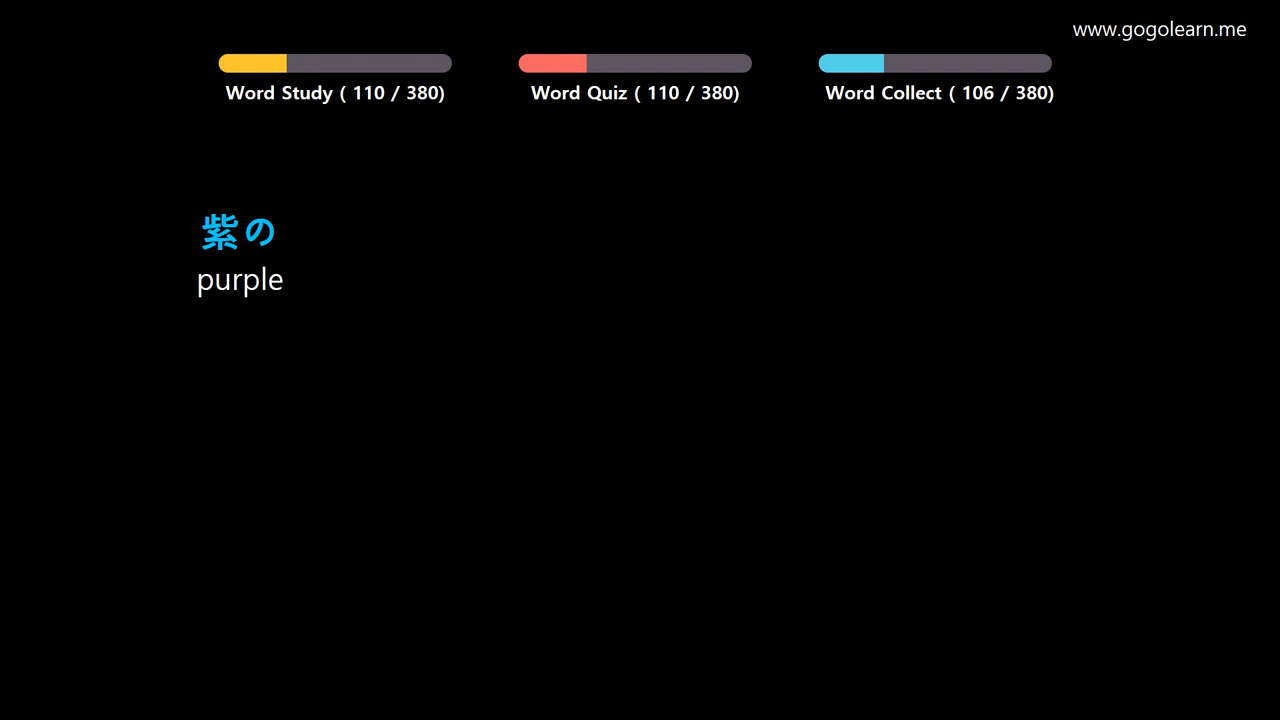 www.gogolearn.me
Word Study ( 110 / 380)
Word Quiz ( 110 / 380)
Word Collect ( 106 / 380)
紫の
purple